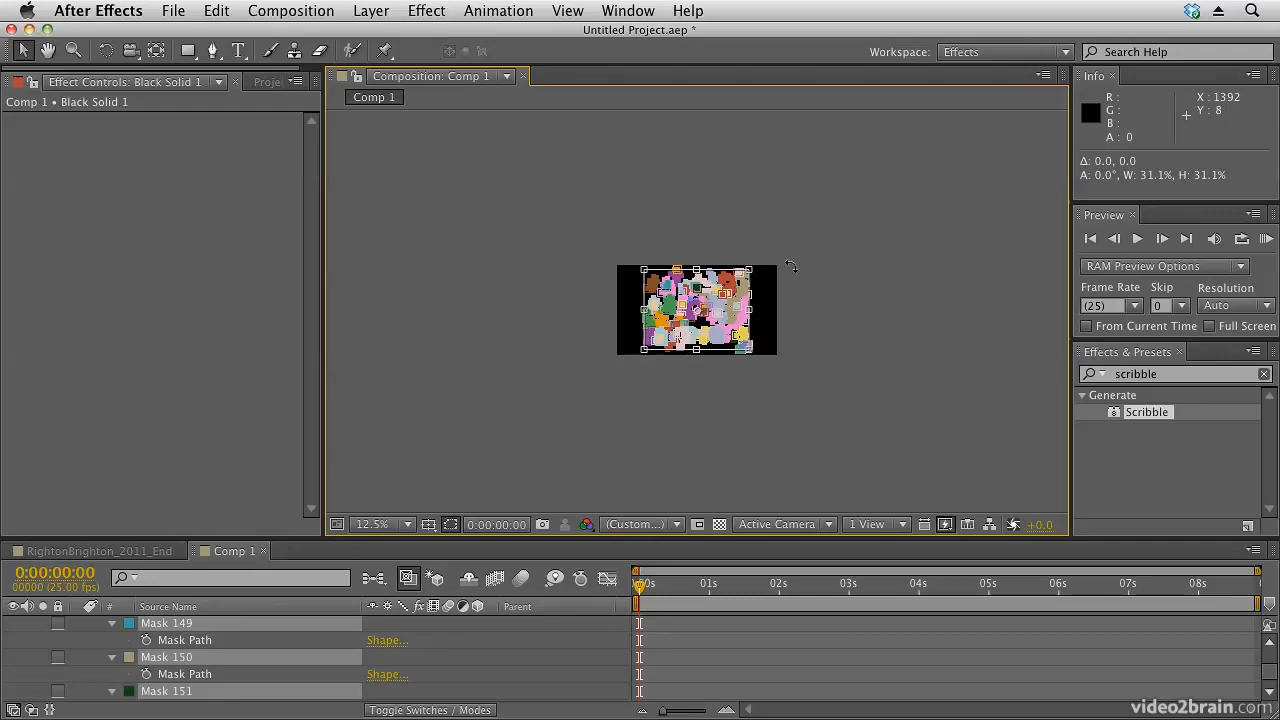 After Effects File Edit Composition Layer Effect Animation View Window Help
Untitled Project.aep *
Workspace: Effects Search Help
Effect Controls: Black Solid 1 Proje Composition: Comp 1 Info
Comp 1 • Black Solid 1 Comp 1
R: X: 1392
G: Y: 8
B:
A: 0
Δ: 0.0, 0.0
A: 0.0°, W: 31.1%, H: 31.1%
Preview
RAM Preview Options
Frame Rate Skip Resolution
(25) 0 Auto
From Current Time Full Screen
Effects & Presets
scribble
Generate
Scribble
12.5% 0:00:00:00 (Custom...) Active Camera 1 View +0.0
RightonBrighton_2011_End Comp 1
0:00:00:00
00000 (25.00 fps)
00s 01s 02s 03s 04s 05s 06s 07s 08s
# Source Name Parent
Mask 149
Mask Path Shape...
Mask 150
Mask Path Shape...
Mask 151
Toggle Switches / Modes
video2brain.com